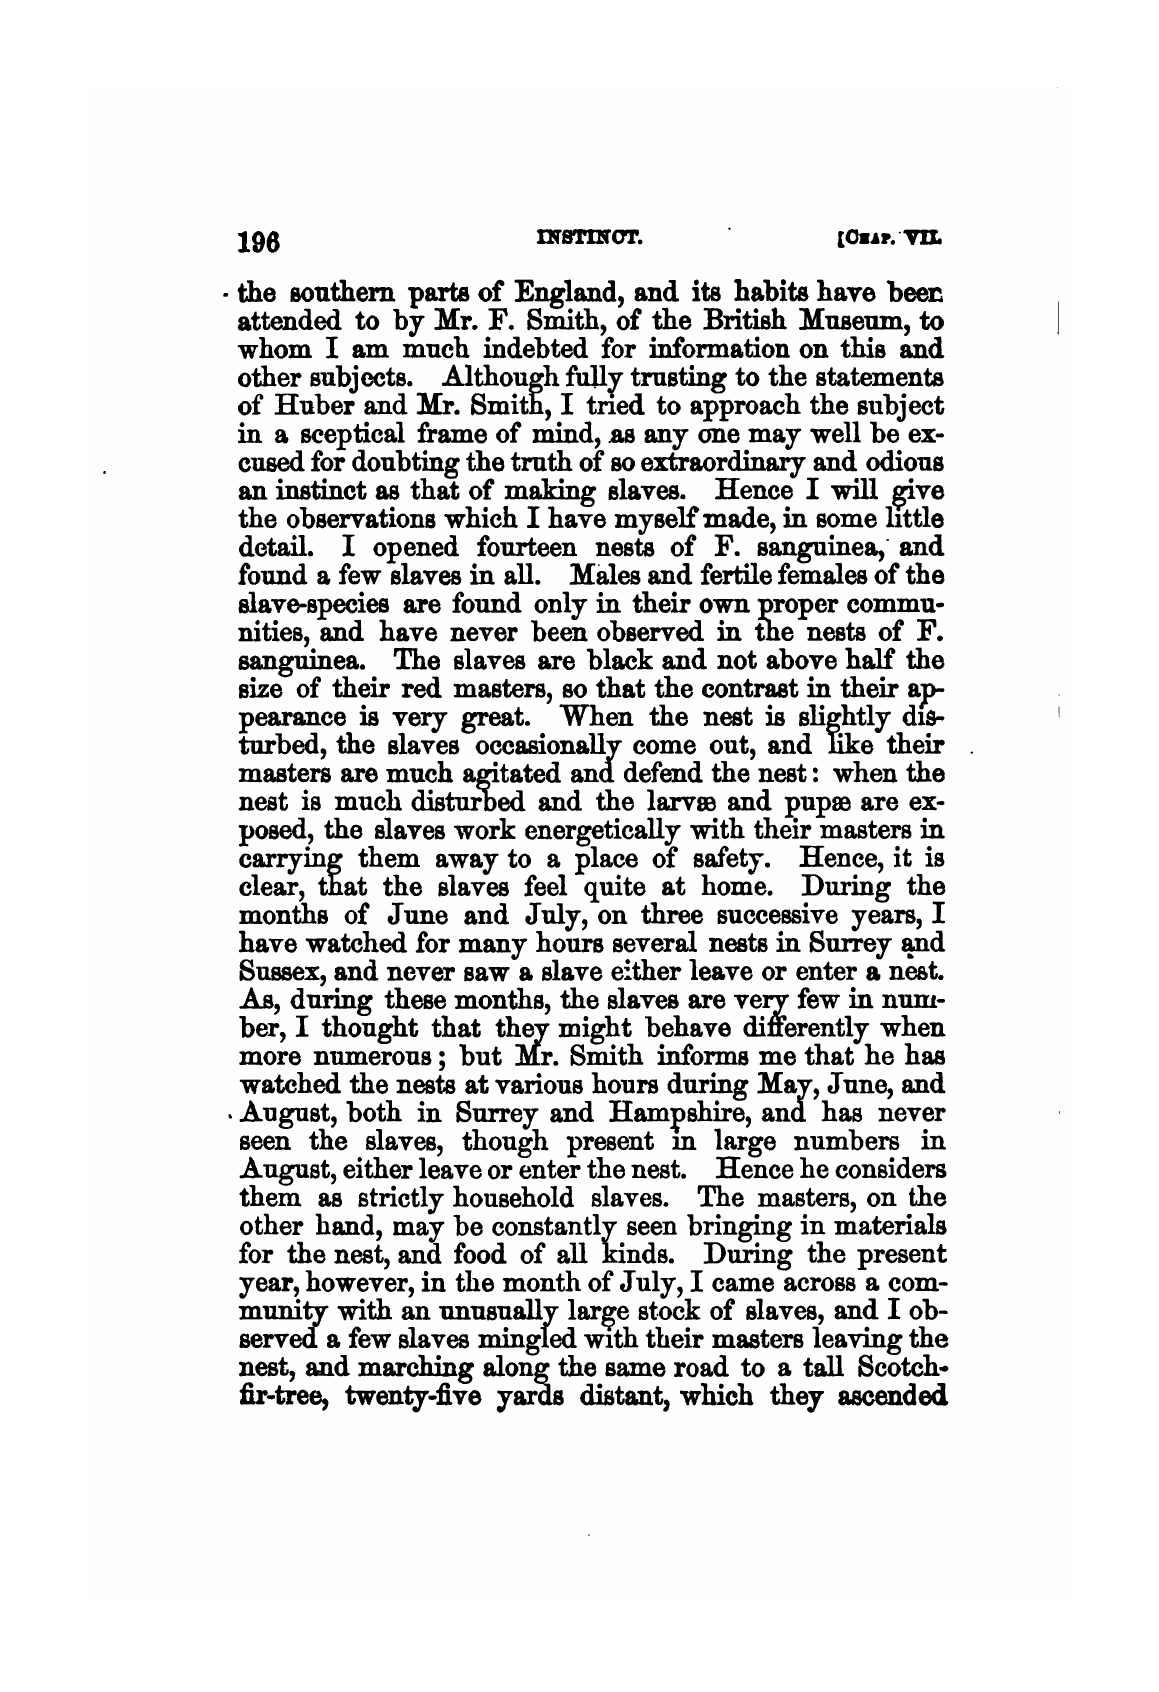 196 INSTINCT. [CHAP. VII.
the southern parts of England, and its habits have been
attended to by Mr. F. Smith, of the British Museum, to
whom I am much indebted for information on this and
other subjects. Although fully trusting to the statements
of Huber and Mr. Smith, I tried to approach the subject
in a sceptical frame of mind, as any one may well be ex-
cused for doubting the truth of so extraordinary and odious
an instinct as that of making slaves. Hence I will give
the observations which I have myself made, in some little
detail. I opened fourteen nests of F. sanguinea, and
found a few slaves in all. Males and fertile females of the
slave-species are found only in their own proper commu-
nities, and have never been observed in the nests of F.
sanguinea. The slaves are black and not above half the
size of their red masters, so that the contrast in their ap-
pearance is very great. When the nest is slightly dis-
turbed, the slaves occasionally come out, and like their
masters are much agitated and defend the nest: when the
nest is much disturbed and the larvæ and pupæ are ex-
posed, the slaves work energetically with their masters in
carrying them away to a place of safety. Hence, it is
clear, that the slaves feel quite at home. During the
months of June and July, on three successive years, I
have watched for many hours several nests in Surrey and
Sussex, and never saw a slave either leave or enter a nest.
As, during these months, the slaves are very few in num-
ber, I thought that they might behave differently when
more numerous; but Mr. Smith informs me that he has
watched the nests at various hours during May, June, and
August, both in Surrey and Hampshire, and has never
seen the slaves, though present in large numbers in
August, either leave or enter the nest. Hence he considers
them as strictly household slaves. The masters, on the
other hand, may be constantly seen bringing in materials
for the nest, and food of all kinds. During the present
year, however, in the month of July, I came across a com-
munity with an unusually large stock of slaves, and I ob-
served a few slaves mingled with their masters leaving the
nest, and marching along the same road to a tall Scotch-
fir-tree, twenty-five yards distant, which they ascended